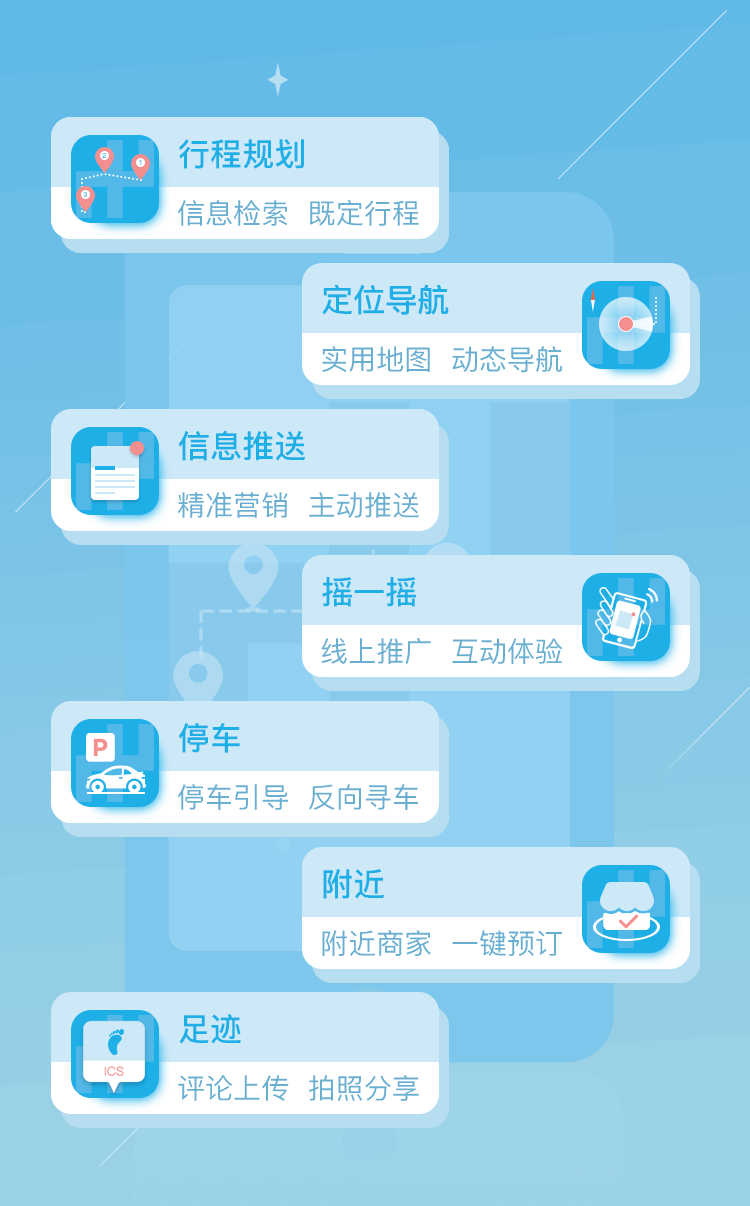 行程规划
信息检索 既定行程
2
1
3
定位导航
实用地图 动态导航
信息推送
精准营销 主动推送
摇一摇
线上推广 互动体验
停车
停车引导 反向寻车
P
附近
附近商家 一键预订
足迹
评论上传 拍照分享
ICS